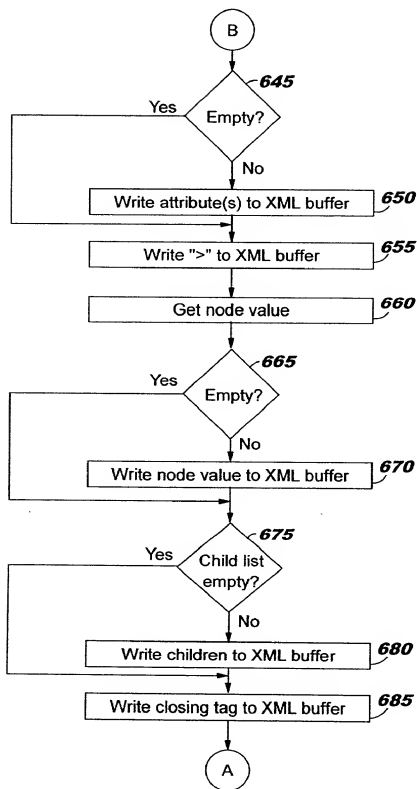 B
645
Yes
Empty?
No
Write attribute(s) to XML buffer
650
Write ">" to XML buffer
655
Get node value
660
665
Yes
Empty?
No
Write node value to XML buffer
670
675
Yes
Child list
empty?
No
Write children to XML buffer
680
Write closing tag to XML buffer
685
A